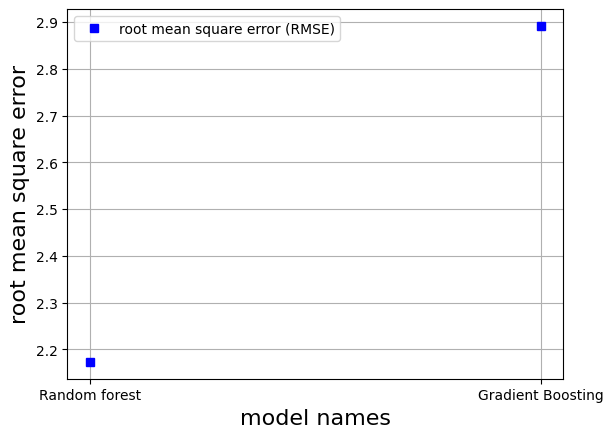 root mean square error (RMSE)
2.9
2.8
2.7
2.6
2.5
2.4
2.3
2.2
root mean square error
Random forest
Gradient Boosting
model names